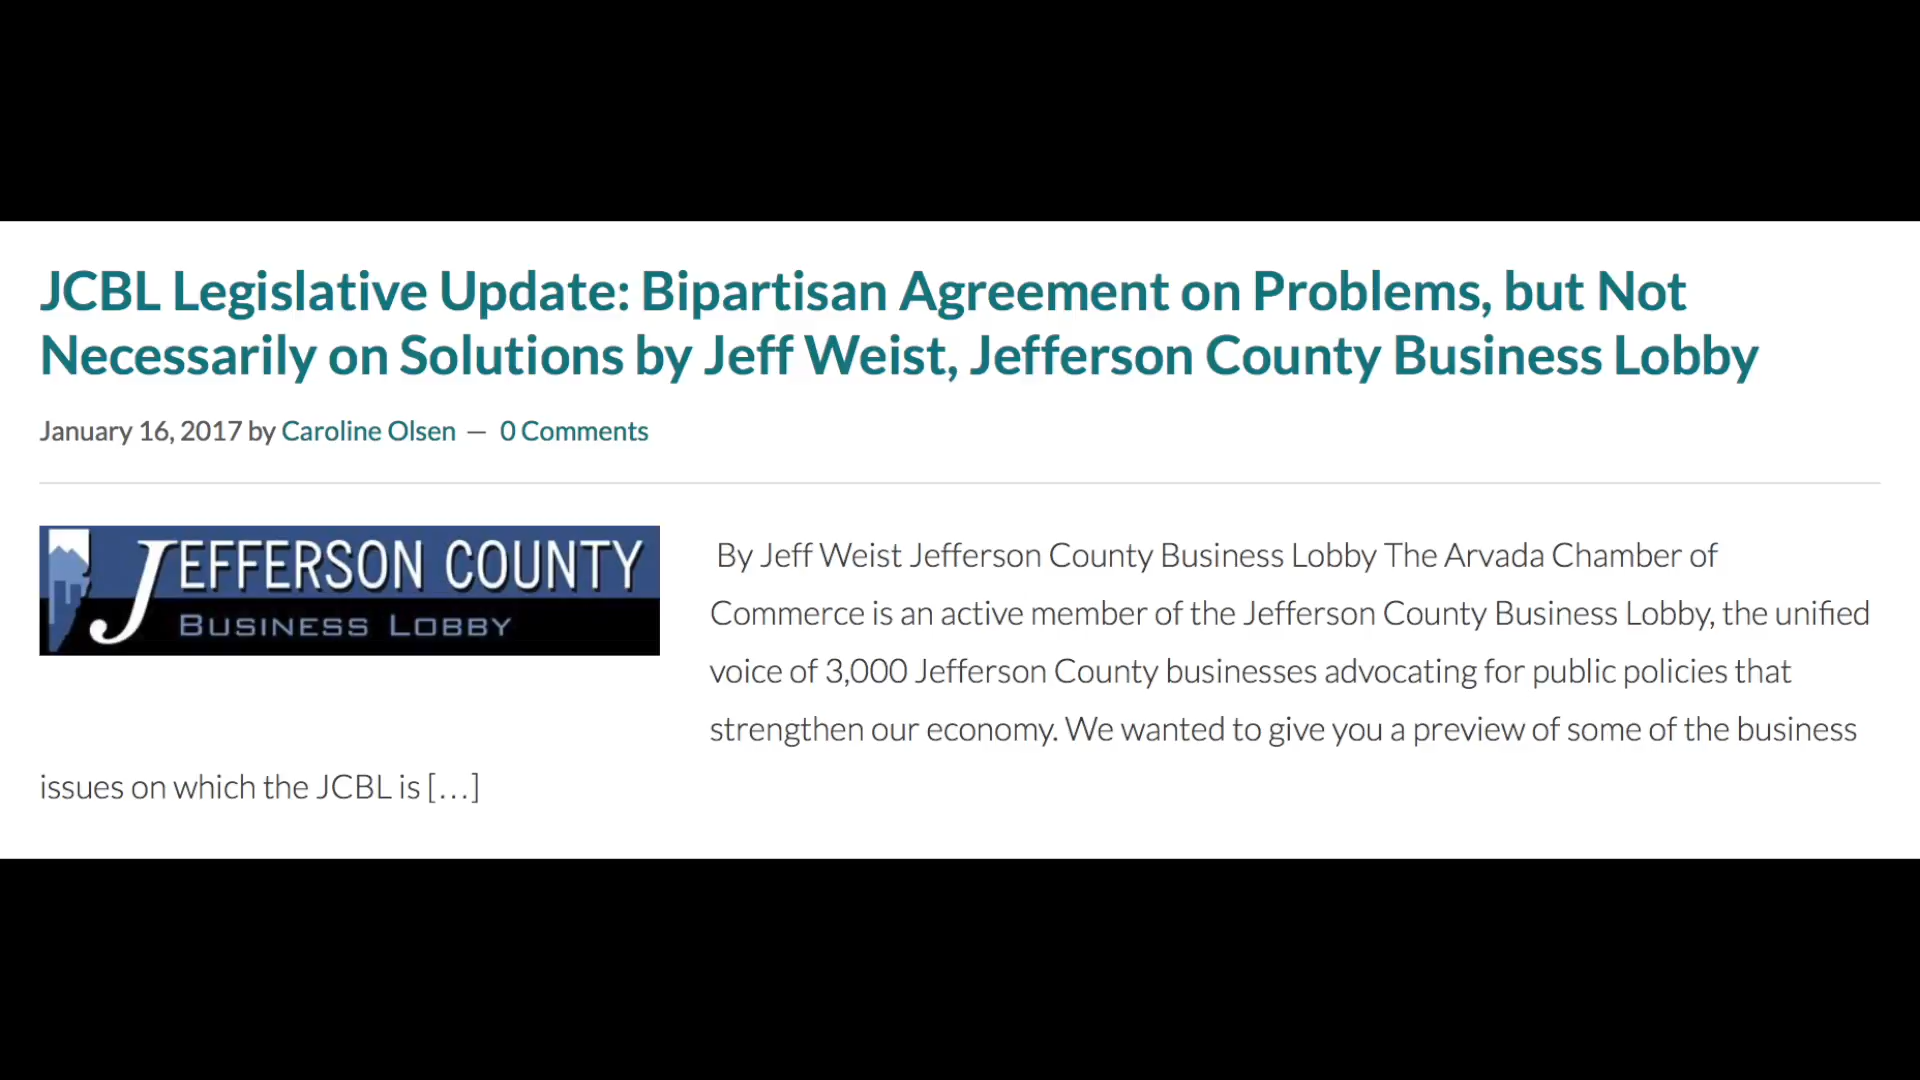 JCBL Legislative Update: Bipartisan Agreement on Problems, but Not
Necessarily on Solutions by Jeff Weist, Jefferson County Business Lobby
January 16, 2017 by Caroline Olsen — 0 Comments
JEFFERSON COUNTY
BUSINESS LOBBY
By Jeff Weist Jefferson County Business Lobby The Arvada Chamber of
Commerce is an active member of the Jefferson County Business Lobby, the unified
voice of 3,000 Jefferson County businesses advocating for public policies that
strengthen our economy. We wanted to give you a preview of some of the business
issues on which the JCBL is […]